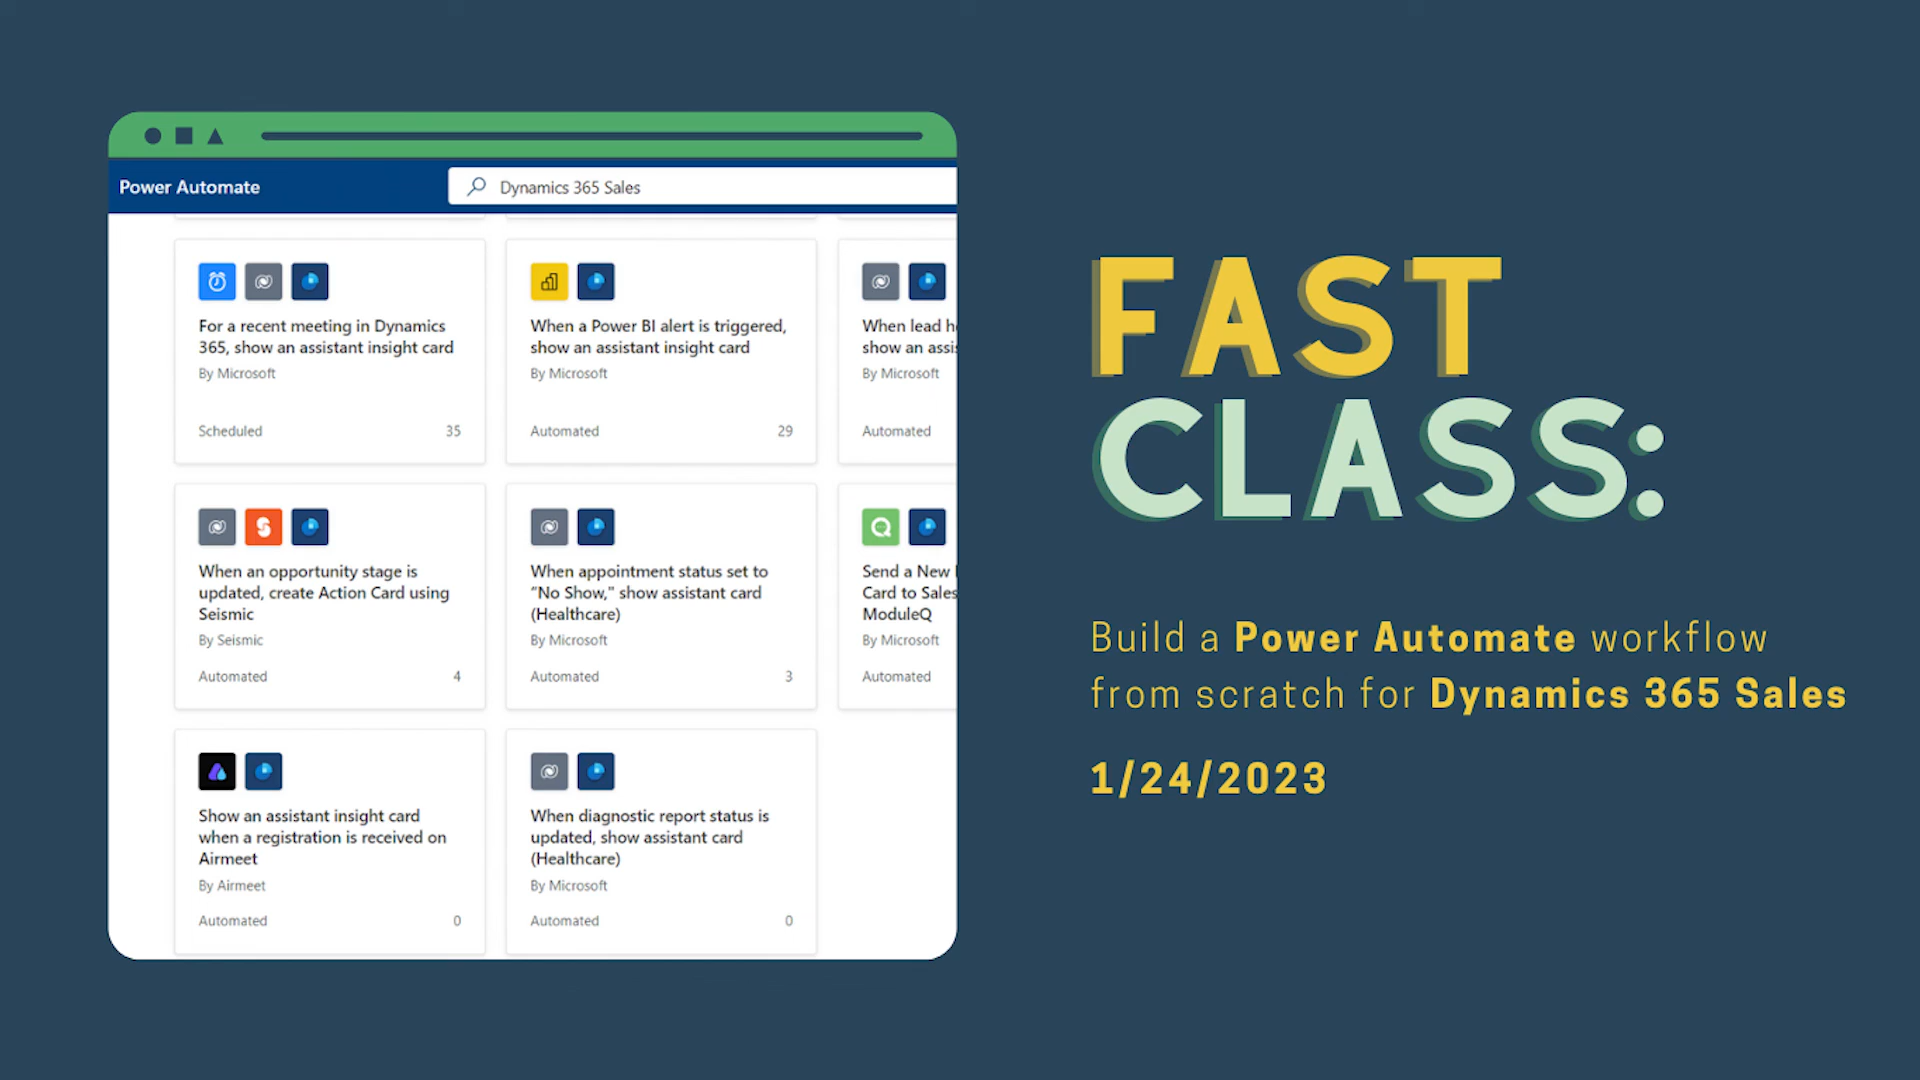 Power Automate
Dynamics 365 Sales
For a recent meeting in Dynamics
365, show an assistant insight card
By Microsoft
Scheduled 35
When a Power BI alert is triggered,
show an assistant insight card
By Microsoft
Automated 29
When lead h
show an assis
By Microsoft
Automated
When an opportunity stage is
updated, create Action Card using
Seismic
By Seismic
Automated 4
When appointment status set to
“No Show,” show assistant card
(Healthcare)
By Microsoft
Automated 3
Send a New
Card to Sales
ModuleQ
By Microsoft
Automated
Show an assistant insight card
when a registration is received on
Airmeet
By Airmeet
Automated 0
When diagnostic report status is
updated, show assistant card
(Healthcare)
By Microsoft
Automated 0
FAST
CLASS:
Build a Power Automate workflow
from scratch for Dynamics 365 Sales
1/24/2023